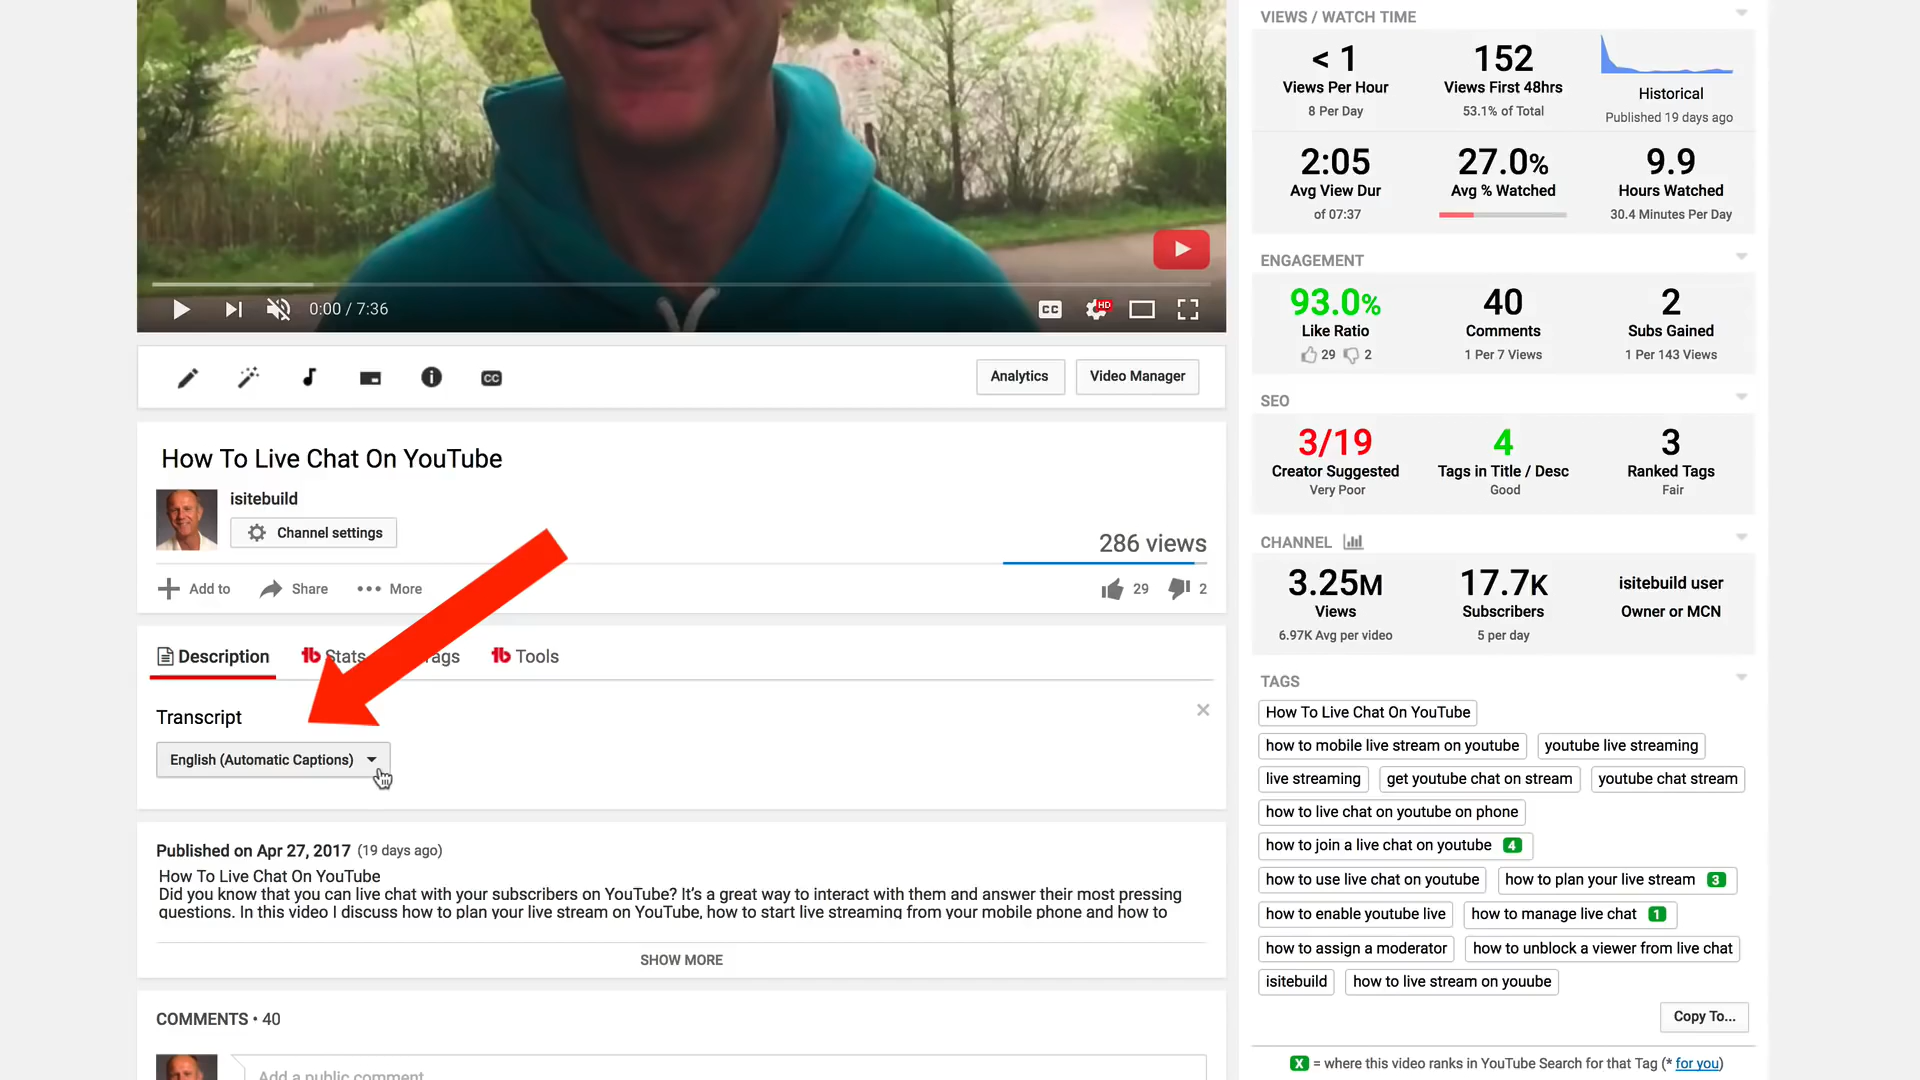 0:00 / 7:36
CC
HD
CC
Analytics
Video Manager
How To Live Chat On YouTube
isitebuild
Channel settings
286 views
Add to
Share
More
29
2
Description
tb Stats
ags
tb Tools
Transcript
English (Automatic Captions)
Published on Apr 27, 2017 (19 days ago)
How To Live Chat On YouTube
Did you know that you can live chat with your subscribers on YouTube? It's a great way to interact with them and answer their most pressing
questions. In this video I discuss how to plan your live stream on YouTube, how to start live streaming from your mobile phone and how to
SHOW MORE
COMMENTS • 40
Add a public comment
VIEWS / WATCH TIME
< 1
Views Per Hour
8 Per Day
152
Views First 48hrs
53.1% of Total
Historical
Published 19 days ago
2:05
Avg View Dur
of 07:37
27.0%
Avg % Watched
9.9
Hours Watched
30.4 Minutes Per Day
ENGAGEMENT
93.0%
Like Ratio
29
2
40
Comments
1 Per 7 Views
2
Subs Gained
1 Per 143 Views
SEO
3/19
Creator Suggested
Very Poor
4
Tags in Title / Desc
Good
3
Ranked Tags
Fair
CHANNEL
3.25M
Views
6.97K Avg per video
17.7K
Subscribers
5 per day
isitebuild user
Owner or MCN
TAGS
How To Live Chat On YouTube
how to mobile live stream on youtube
youtube live streaming
live streaming
get youtube chat on stream
youtube chat stream
how to live chat on youtube on phone
how to join a live chat on youtube 4
how to use live chat on youtube
how to plan your live stream 3
how to enable youtube live
how to manage live chat 1
how to assign a moderator
how to unblock a viewer from live chat
isitebuild
how to live stream on youube
Copy To...
X = where this video ranks in YouTube Search for that Tag (* for you)